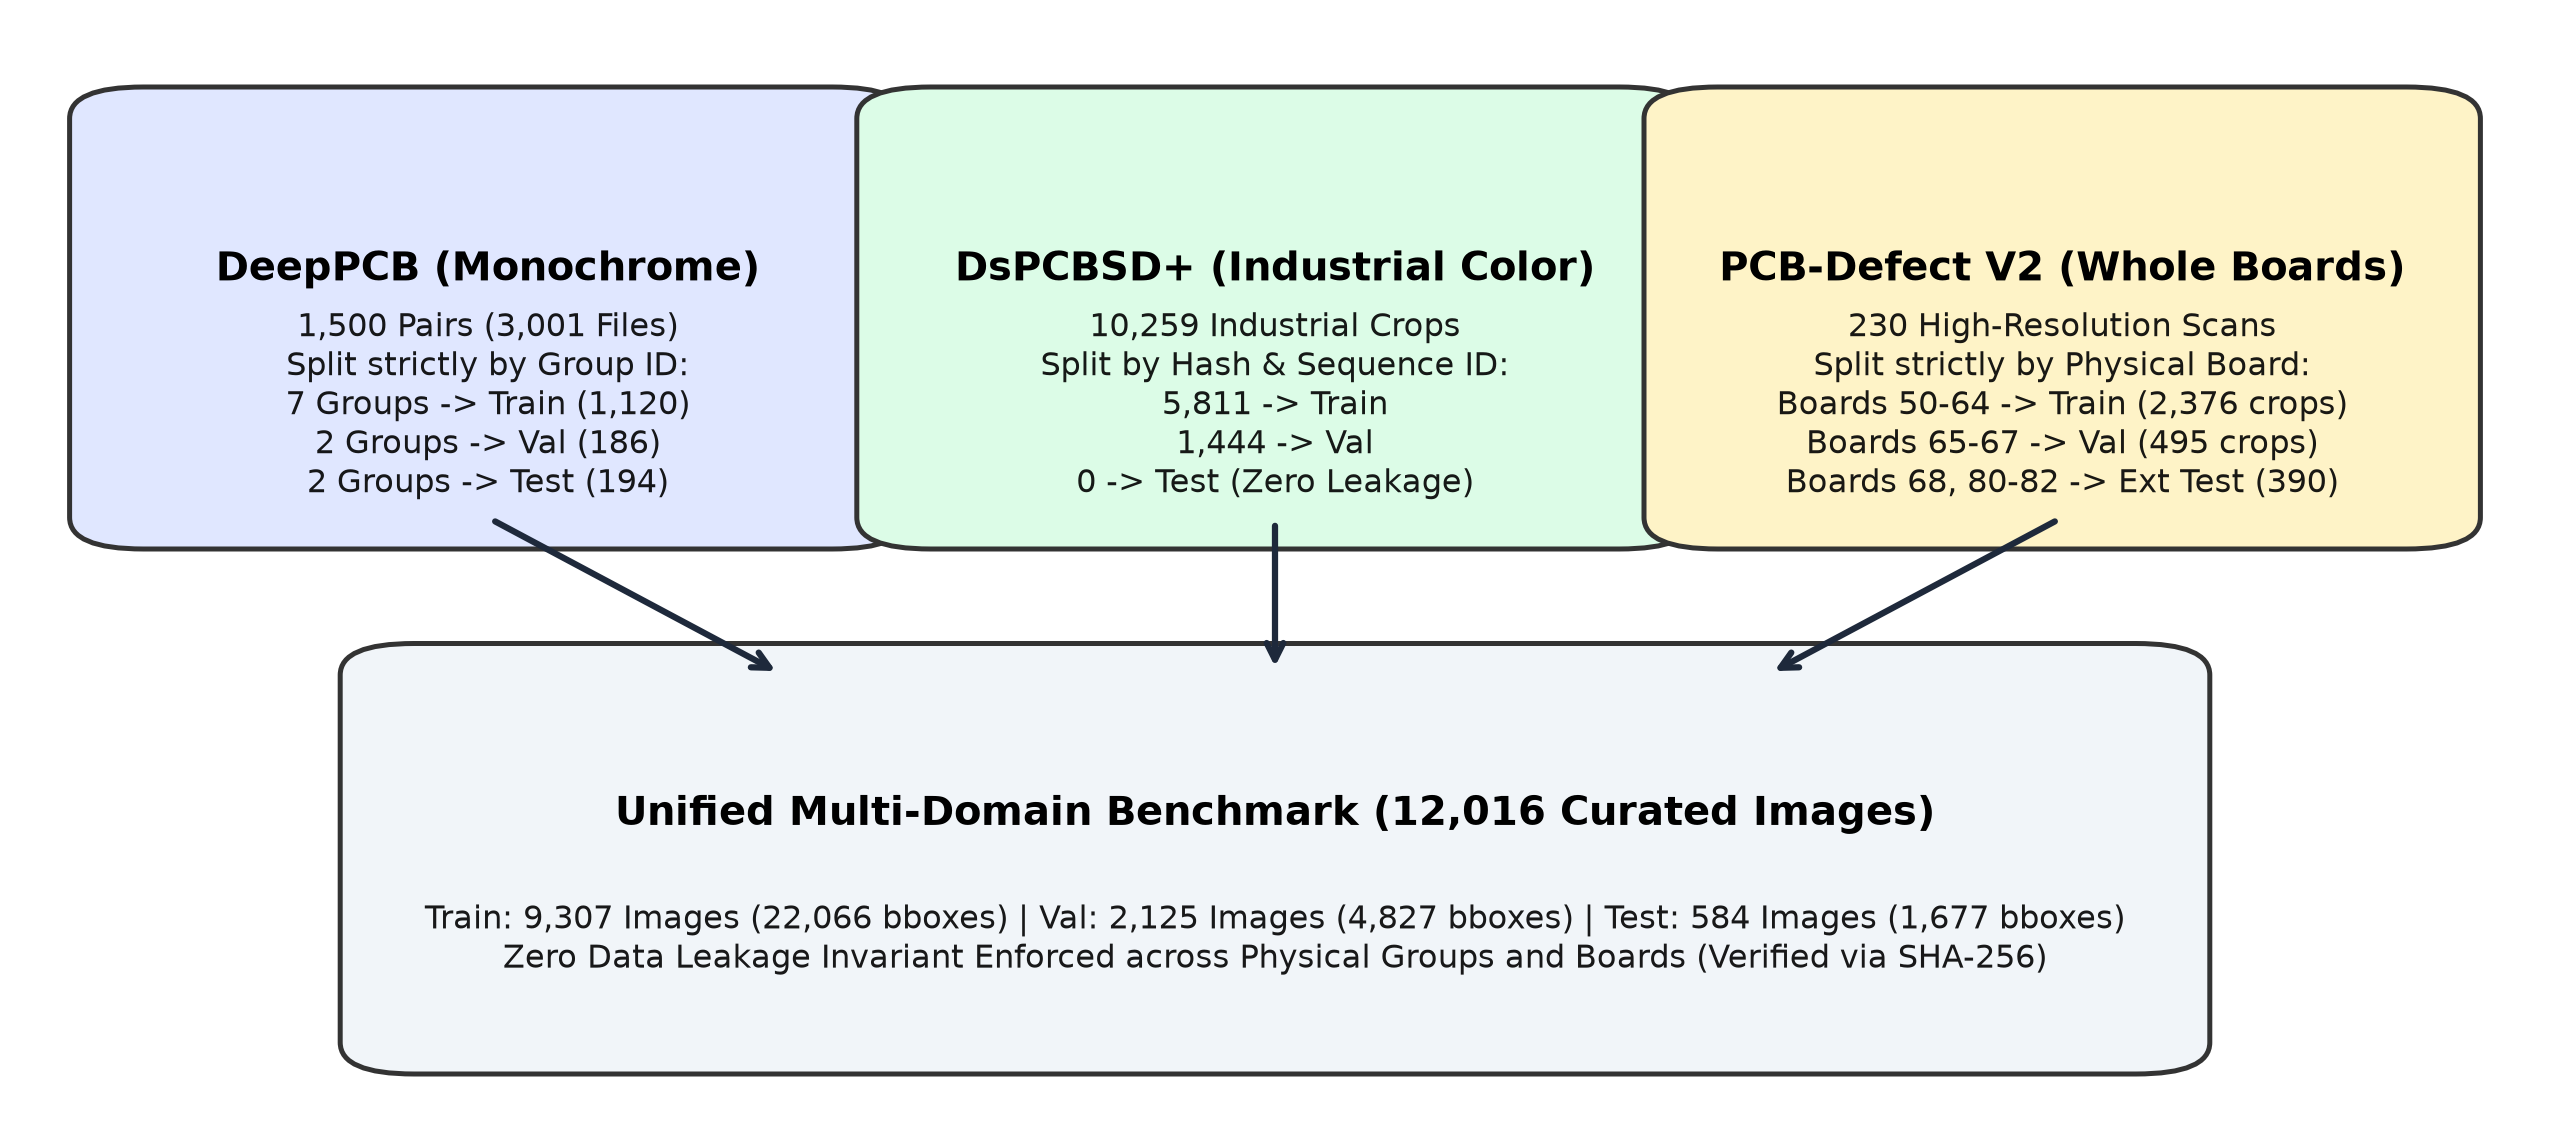 DeepPCB (Monochrome)
1,500 Pairs (3,001 Files)
Split strictly by Group ID:
7 Groups -> Train (1,120)
2 Groups -> Val (186)
2 Groups -> Test (194)
DsPCBSD+ (Industrial Color)
10,259 Industrial Crops
Split by Hash & Sequence ID:
5,811 -> Train
1,444 -> Val
0 -> Test (Zero Leakage)
PCB-Defect V2 (Whole Boards)
230 High-Resolution Scans
Split strictly by Physical Board:
Boards 50-64 -> Train (2,376 crops)
Boards 65-67 -> Val (495 crops)
Boards 68, 80-82 -> Ext Test (390)
Unified Multi-Domain Benchmark (12,016 Curated Images)
Train: 9,307 Images (22,066 bboxes) | Val: 2,125 Images (4,827 bboxes) | Test: 584 Images (1,677 bboxes)
Zero Data Leakage Invariant Enforced across Physical Groups and Boards (Verified via SHA-256)